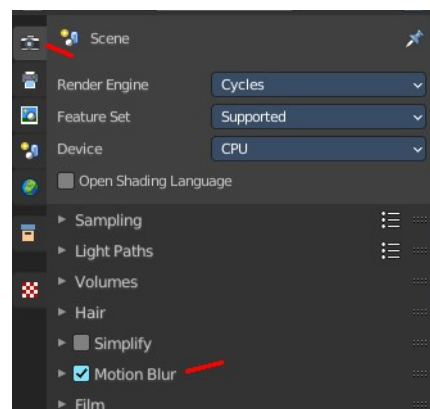 Scene
Render Engine Cycles
Feature Set Supported
Device CPU
Open Shading Language
Sampling
Light Paths
Volumes
Hair
Simplify
Motion Blur
Film